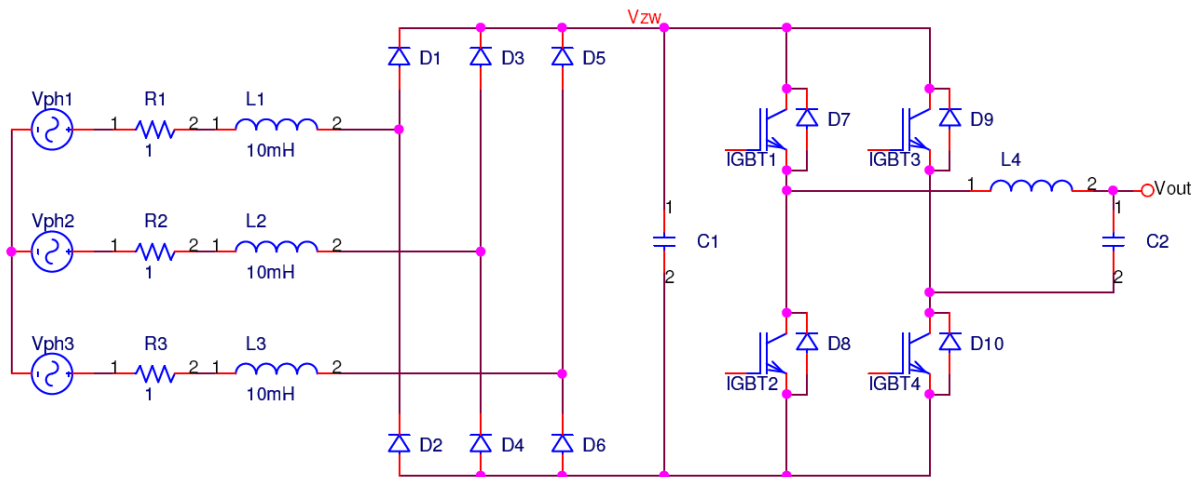 Vzw
D1 D3 D5
Vph1 R1 L1
1 2 1 2
1 10mH
D7 D9
IGBT1 IGBT3
L4
1 2 Vout
Vph2 R2 L2
1 2 1 2
1 10mH
1 C1 2
1 C2 2
Vph3 R3 L3
1 2 1 2
1 10mH
D8 D10
IGBT2 IGBT4
D2 D4 D6